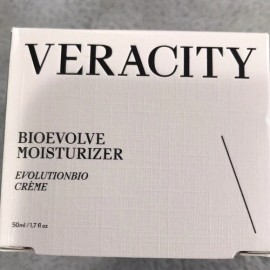 VERACITY
BIOEVOLVE
MOISTURIZER
EVOLUTIONBIO
CRÈME
50ml/1,7 fl oz